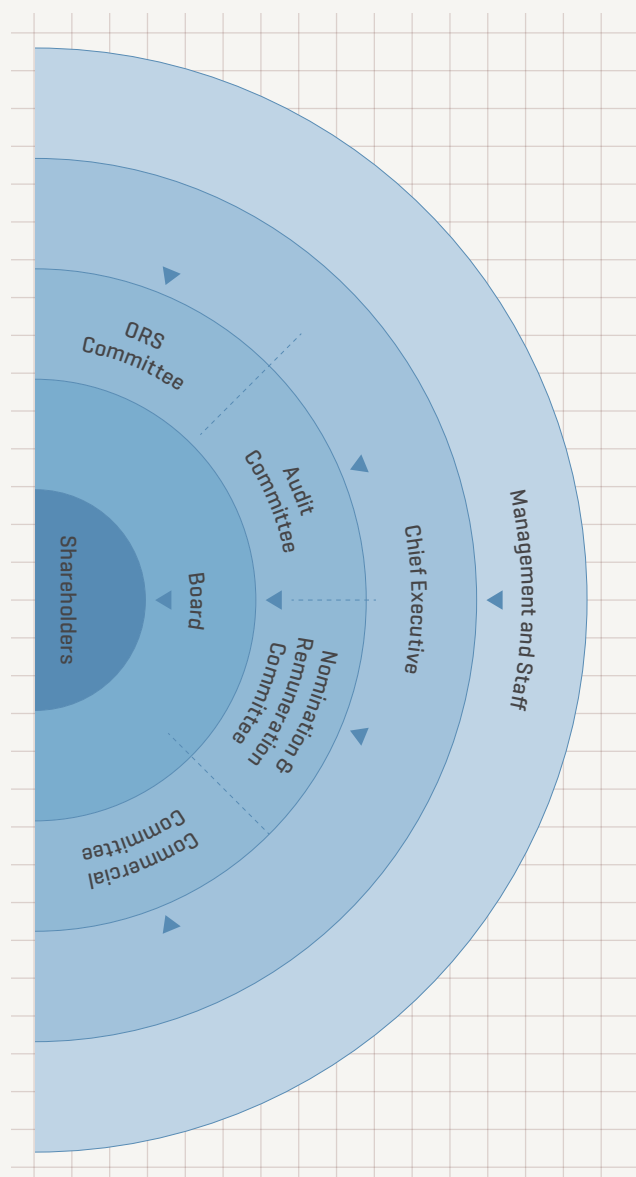 ORS
Committee
Audit
Committee
Nomination &
Remuneration
Committee
Commercial
Committee
Shareholders
Board
Chief Executive
Management and Staff